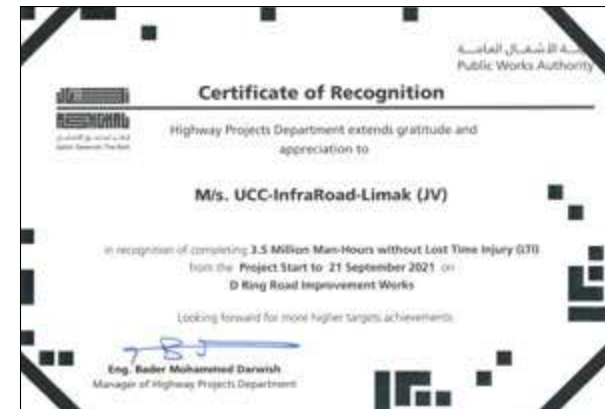 Public Works Authority
Certificate of Recognition
Highway Projects Department extends gratitude and
appreciation to
M/s. UCC-InfraRoad-Limak (JV)
in recognition of completing 3.5 Million Man-Hours without Lost Time Injury (LTI)
from the Project Start to 21 September 2021 on
D Ring Road Improvement Works
Looking forward for more higher targets achievements
Eng. Bader Mohammed Darwish
Manager of Highway Projects Department